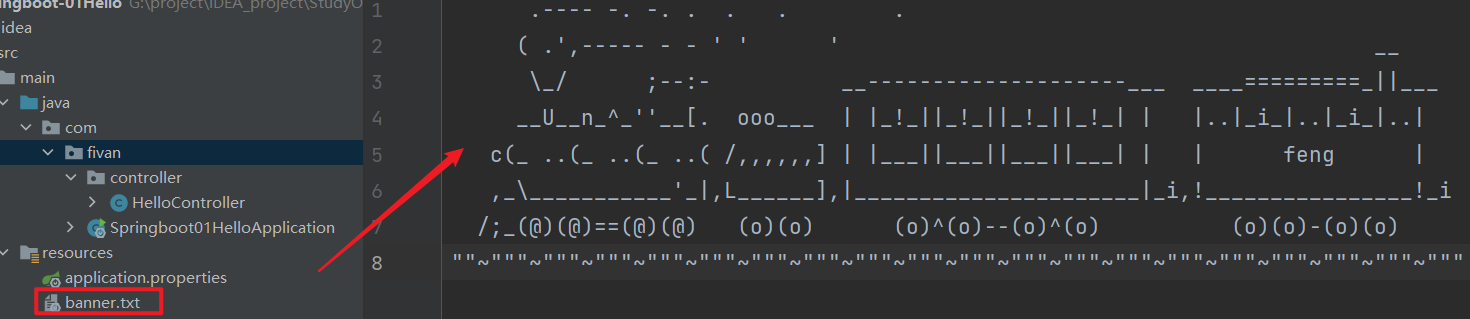 ingboot-01Hello G:\project\IDEA_project\StudyO
idea
src
main
java
com
fivan
controller
HelloController
Springboot01HelloApplication
resources
application.properties
banner.txt
1       .---- -. -. .  .   .        .
2      ( .',----- - - ' '      '                                         __
3       \_/      ;--:-          __--------------------___  ____=========_||___
4      __U__n_^_''__[.  ooo___  | |_!_||_!_||_!_||_!_| |   |..|_i_|..|_i_|..|
5    c(_ ..(_ ..(_ ..( /,,,,,,] | |___||___||___||___| |   |      feng      |
6    ,_\___________'_|,L______],|______________________|_i,!________________!_i
7   /;_(@)(@)==(@)(@)   (o)(o)      (o)^(o)--(o)^(o)          (o)(o)-(o)(o)
8 ""~"""~"""~"""~"""~"""~"""~"""~"""~"""~"""~"""~"""~"""~"""~"""~"""~"""~"""~"""